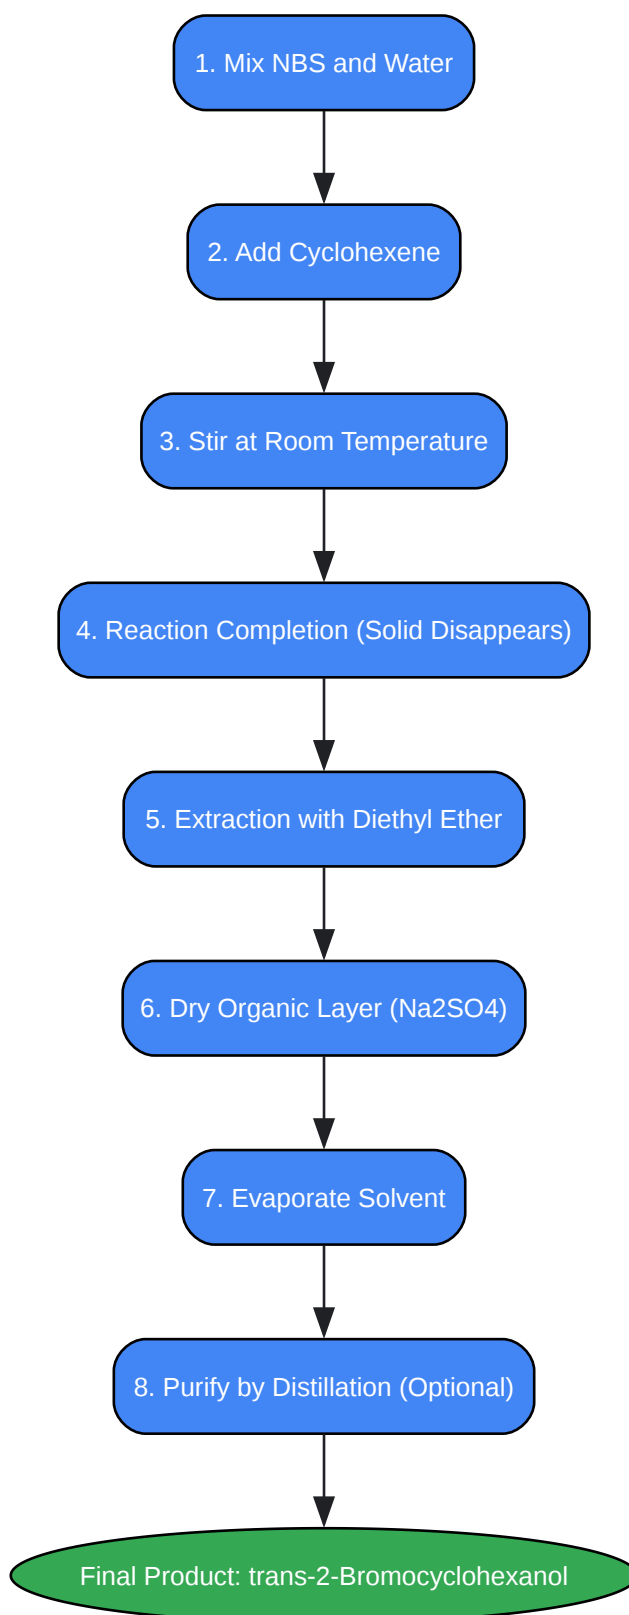 1. Mix NBS and Water
2. Add Cyclohexene
3. Stir at Room Temperature
4. Reaction Completion (Solid Disappears)
5. Extraction with Diethyl Ether
6. Dry Organic Layer (Na2SO4)
7. Evaporate Solvent
8. Purify by Distillation (Optional)
Final Product: trans-2-Bromocyclohexanol